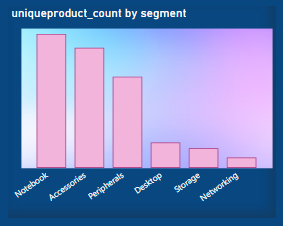 uniqueproduct_count by segment
Notebook
Accessories
Peripherals
Desktop
Storage
Networking